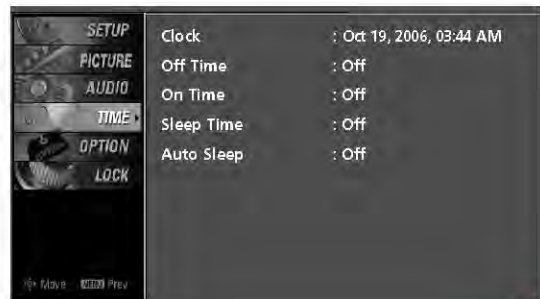 SETUP
PICTURE
AUDIO
TIME
OPTION
LOCK
Clock : Oct 19, 2006, 03:44 AM
Off Time : Off
On Time : Off
Sleep Time : Off
Auto Sleep : Off
Move MENU Prev